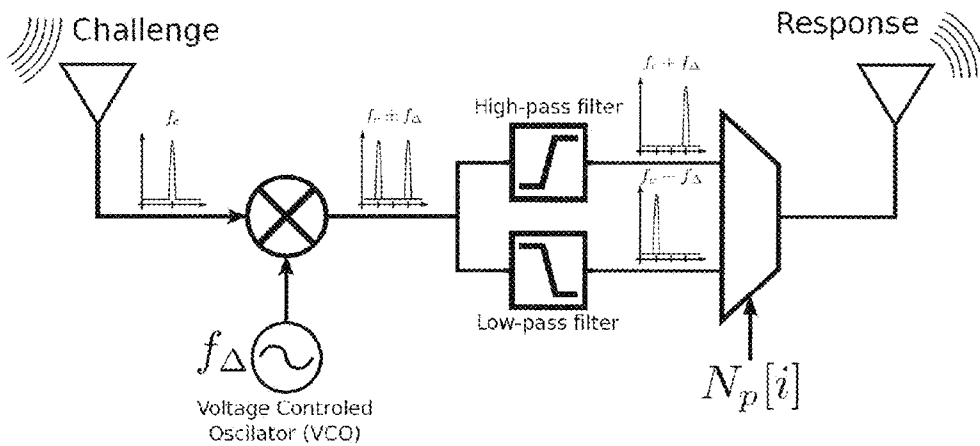 Challenge
Response
f_c
f_c ± f_Δ
High-pass filter
f_c + f_Δ
f_c − f_Δ
Low-pass filter
f_Δ
Voltage Controled
Oscilator (VCO)
N_p[i]